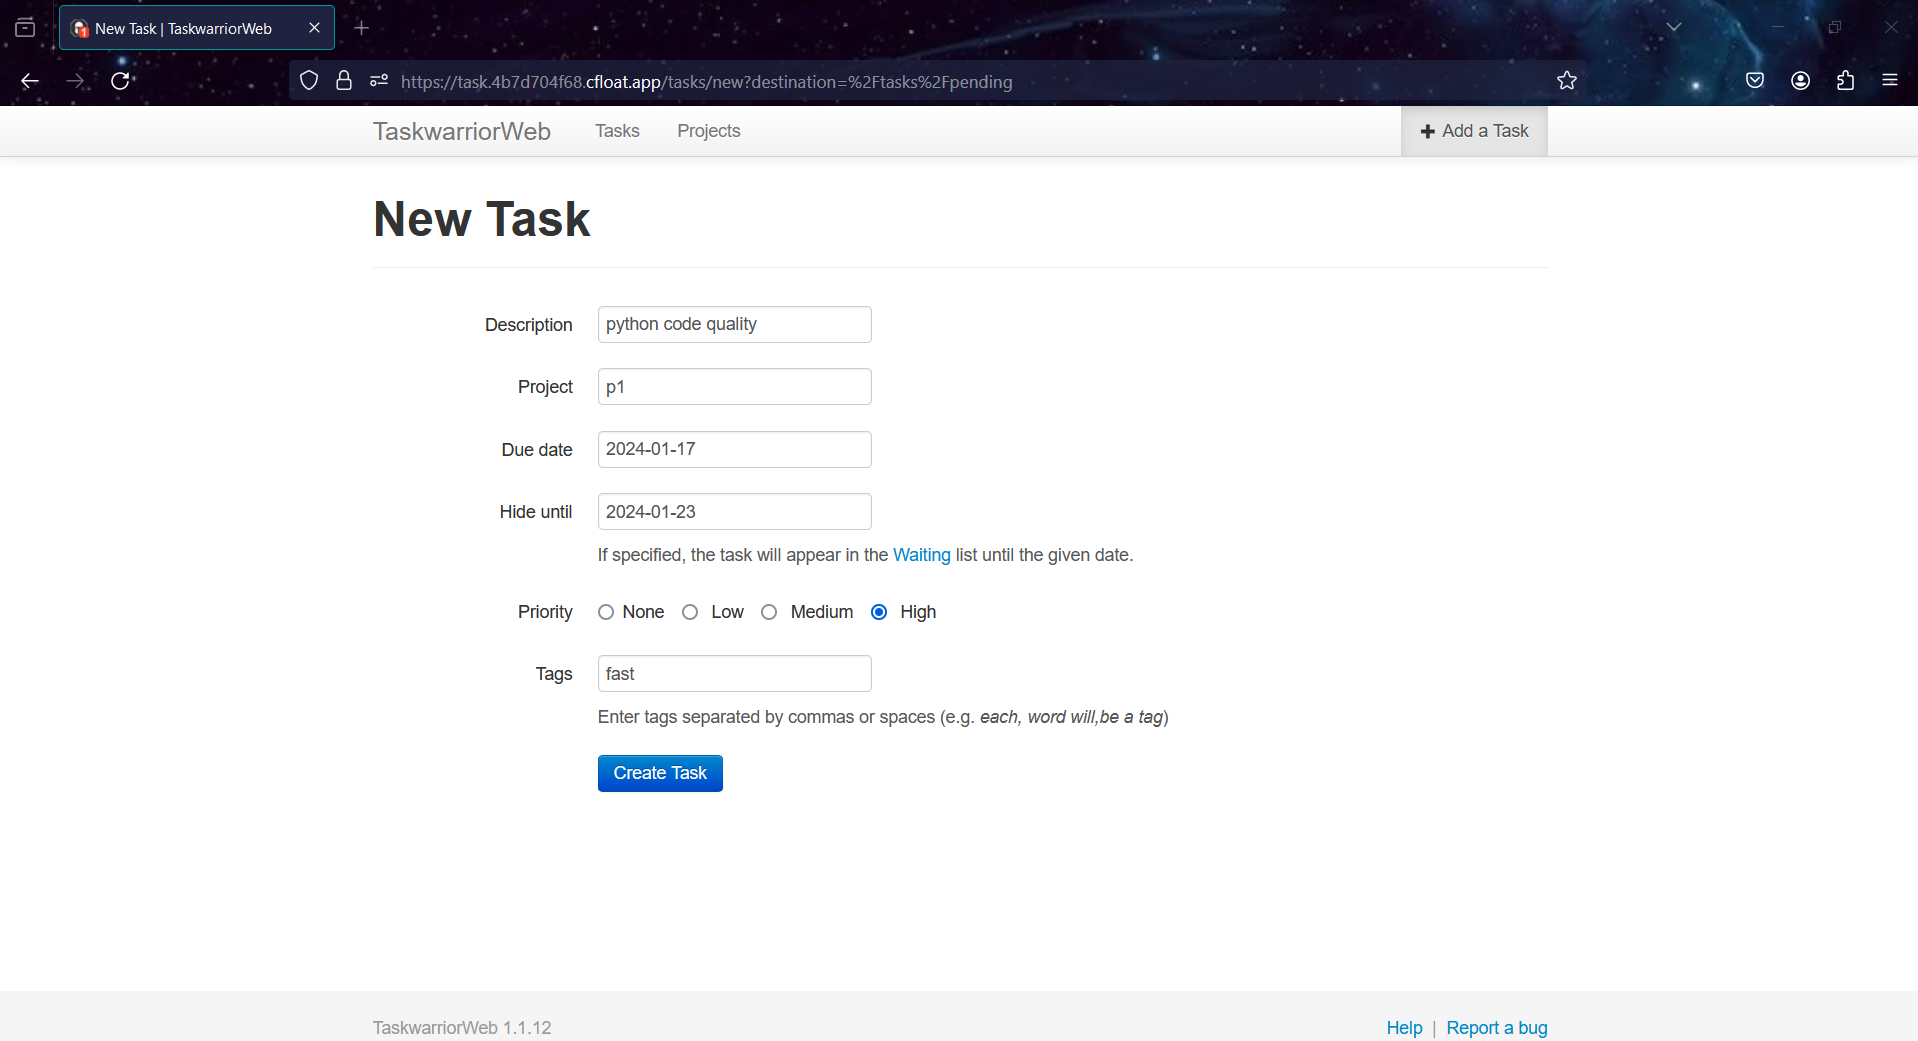 New Task | TaskwarriorWeb
https://task.4b7d704f68.cfloat.app/tasks/new?destination=%2Ftasks%2Fpending
TaskwarriorWeb Tasks Projects Add a Task
New Task
Description python code quality
Project p1
Due date 2024-01-17
Hide until 2024-01-23
If specified, the task will appear in the Waiting list until the given date.
Priority None Low Medium High
Tags fast
Enter tags separated by commas or spaces (e.g. each, word will,be a tag)
Create Task
TaskwarriorWeb 1.1.12 Help | Report a bug